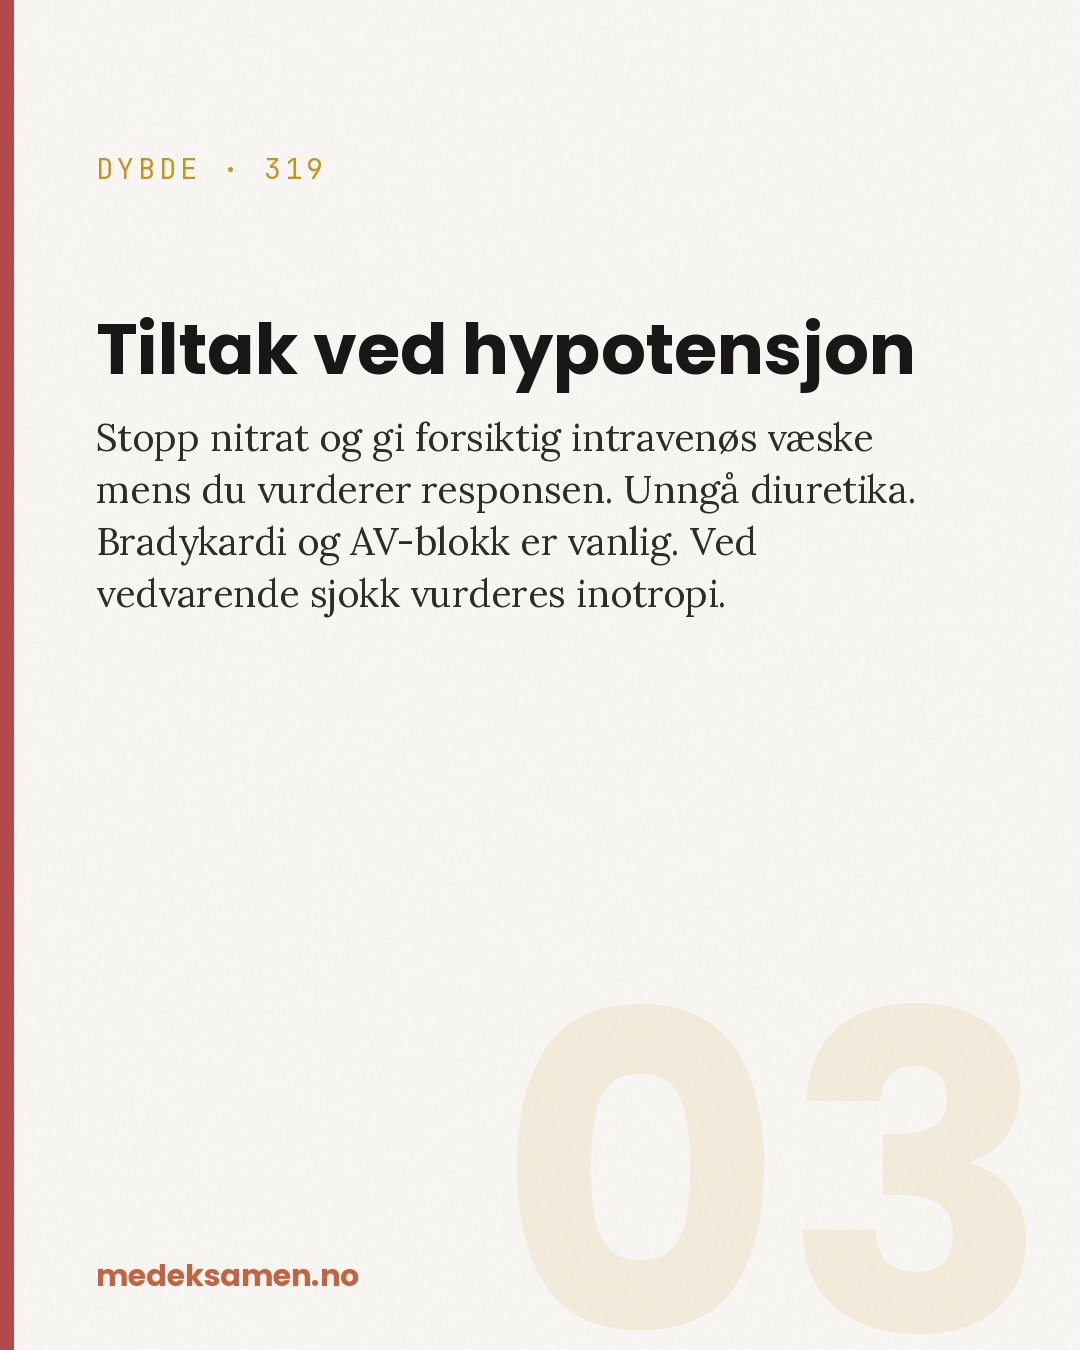 DYBDE · 319
Tiltak ved hypotensjon
Stopp nitrat og gi forsiktig intravenøs væske
mens du vurderer responsen. Unngå diuretika.
Bradykardi og AV-blokk er vanlig. Ved
vedvarende sjokk vurderes inotropi.
03
medeksamen.no